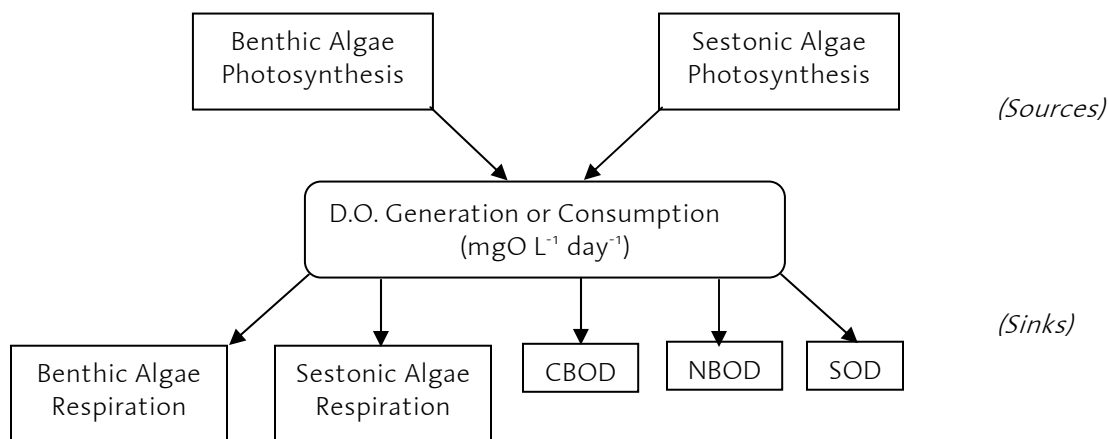 Benthic Algae
Photosynthesis
Sestonic Algae
Photosynthesis
(Sources)
D.O. Generation or Consumption
(mgO L⁻¹ day⁻¹)
(Sinks)
Benthic Algae
Respiration
Sestonic Algae
Respiration
CBOD
NBOD
SOD